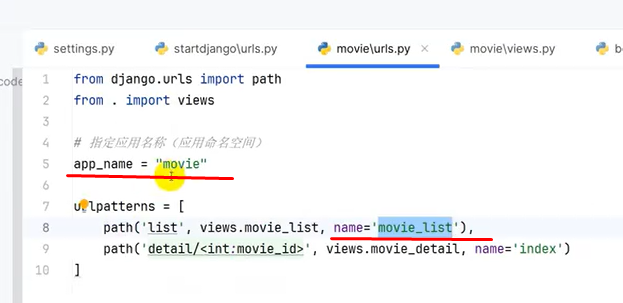 settings.py startdjango\urls.py movie\urls.py movie\views.py
code
1 from django.urls import path
2 from . import views
3
4 # 指定应用名称（应用命名空间）
5 app_name = "movie"
6
7 urlpatterns = [
8 path('list', views.movie_list, name='movie_list'),
9 path('detail/<int:movie_id>', views.movie_detail, name='index')
10 ]